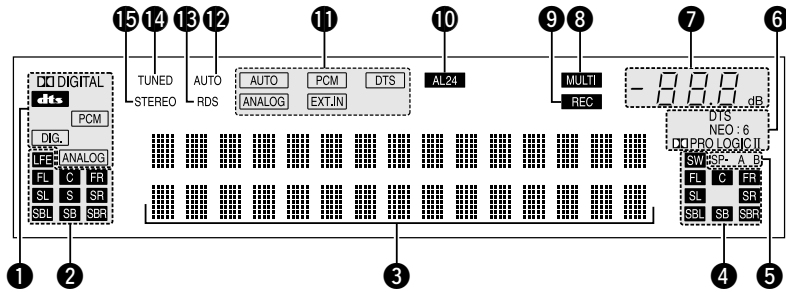 ⓯ ⓮ ⓭ ⓬ ⓫ ❿ ❾ ❽ ❼ ❻
DIGITAL
dts
PCM
DIG.
LFE ANALOG
FL C FR
SL S SR
SBL SB SBR
TUNED AUTO
STEREO RDS
AUTO PCM DTS
ANALOG EXT.IN
AL24
MULTI
REC
-88.8 dB
DTS
NEO : 6
PRO LOGIC II
SW SP- A B
FL C FR
SL SR
SBL SB SBR
❶ ❷ ❸ ❹ ❺